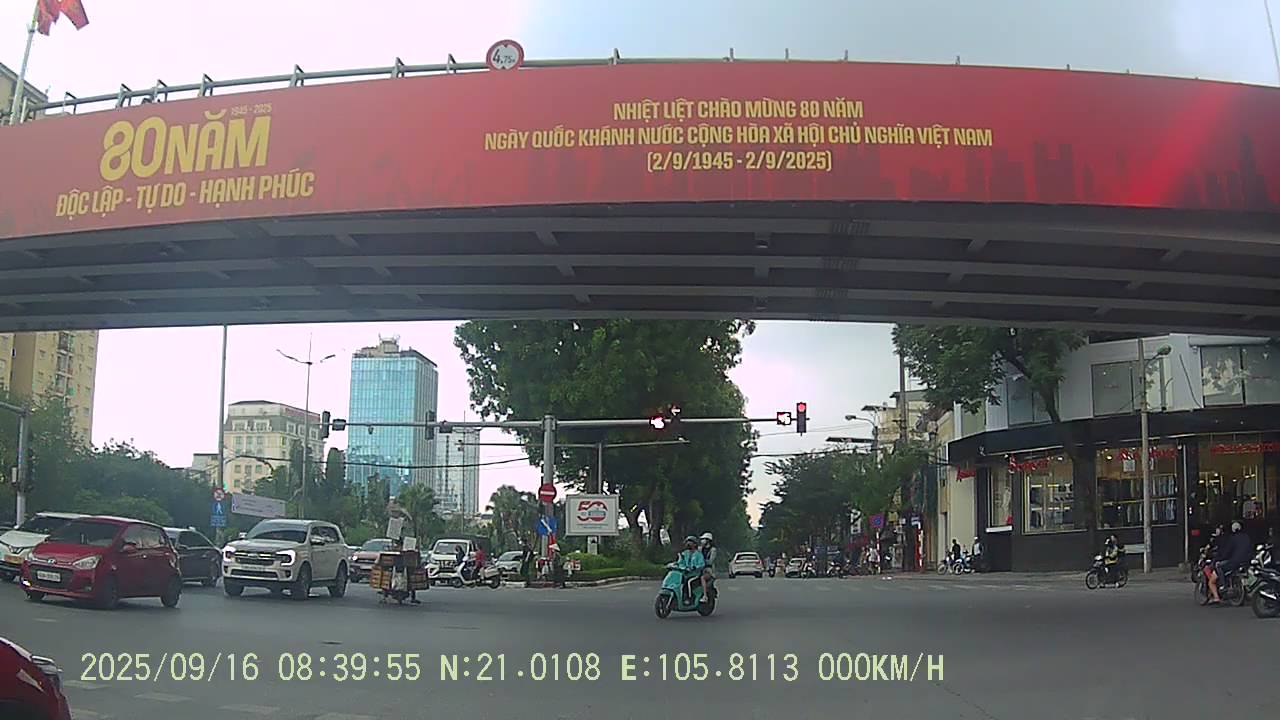 4,75m
1945 - 2025
80 NĂM
ĐỘC LẬP - TỰ DO - HẠNH PHÚC
NHIỆT LIỆT CHÀO MỪNG 80 NĂM
NGÀY QUỐC KHÁNH NƯỚC CỘNG HÒA XÃ HỘI CHỦ NGHĨA VIỆT NAM
(2/9/1945 - 2/9/2025)
50
2025/09/16 08:39:55 N:21.0108 E:105.8113 000KM/H